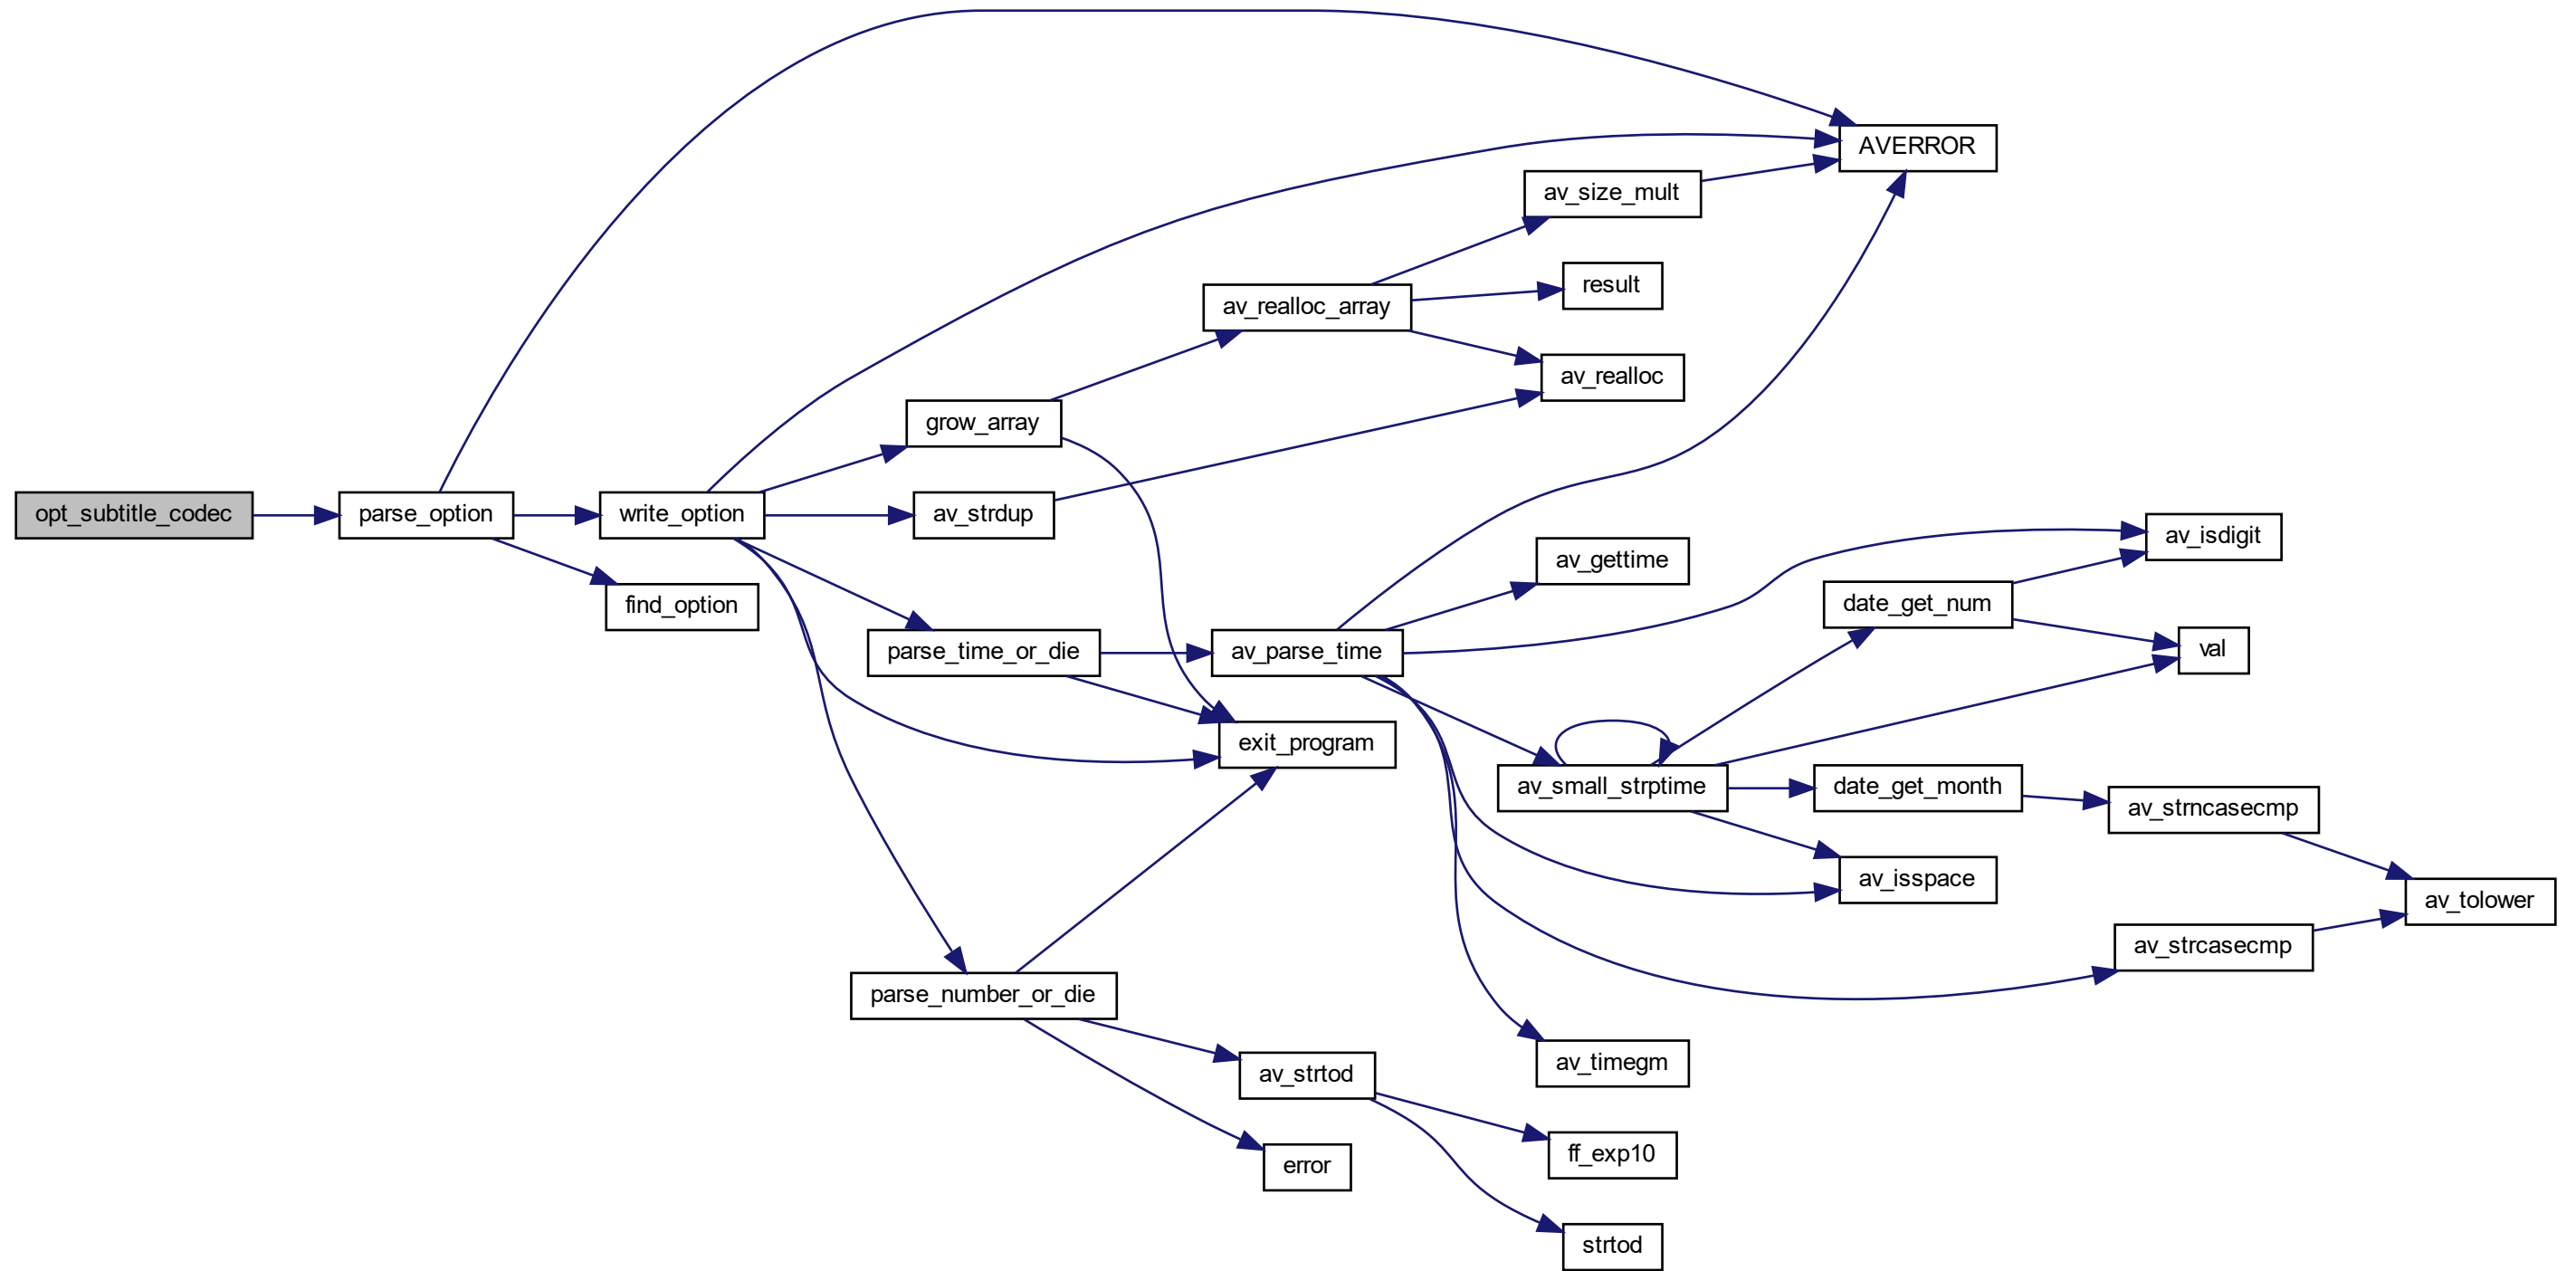 AVERROR
av_size_mult
result
av_realloc_array
av_realloc
grow_array
opt_subtitle_codec
parse_option
write_option
av_strdup
av_isdigit
av_gettime
find_option
date_get_num
parse_time_or_die
av_parse_time
val
exit_program
av_small_strptime
date_get_month
av_strncasecmp
av_isspace
av_tolower
av_strcasecmp
parse_number_or_die
av_timegm
av_strtod
ff_exp10
error
strtod